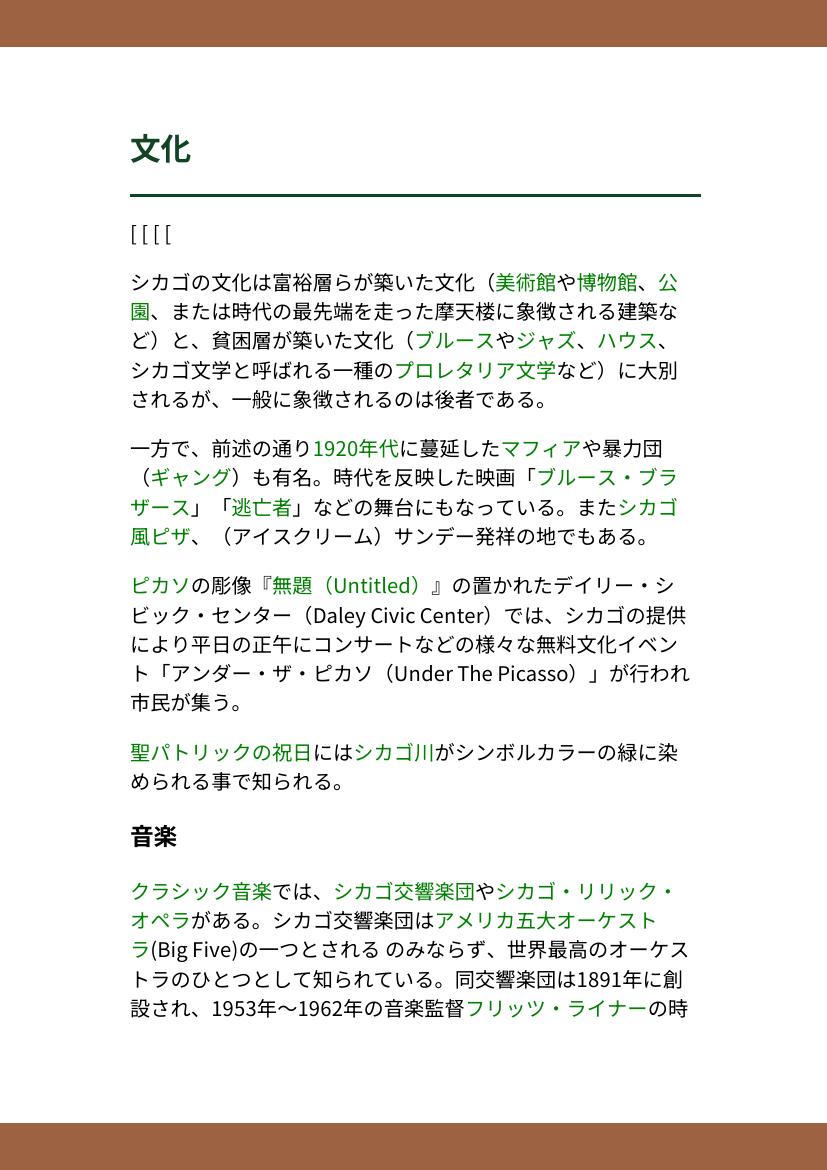 文化
[ [ [ [
シカゴの文化は富裕層らが築いた文化（美術館や博物館、公
園、または時代の最先端を走った摩天楼に象徴される建築な
ど）と、貧困層が築いた文化（ブルースやジャズ、ハウス、
シカゴ文学と呼ばれる一種のプロレタリア文学など）に大別
されるが、一般に象徴されるのは後者である。
一方で、前述の通り1920年代に蔓延したマフィアや暴力団
（ギャング）も有名。時代を反映した映画「ブルース・ブラ
ザース」「逃亡者」などの舞台にもなっている。またシカゴ
風ピザ、（アイスクリーム）サンデー発祥の地でもある。
ピカソの彫像『無題（Untitled）』の置かれたデイリー・シ
ビック・センター（Daley Civic Center）では、シカゴの提供
により平日の正午にコンサートなどの様々な無料文化イベン
ト「アンダー・ザ・ピカソ（Under The Picasso）」が行われ
市民が集う。
聖パトリックの祝日にはシカゴ川がシンボルカラーの緑に染
められる事で知られる。
音楽
クラシック音楽では、シカゴ交響楽団やシカゴ・リリック・
オペラがある。シカゴ交響楽団はアメリカ五大オーケスト
ラ(Big Five)の一つとされる のみならず、世界最高のオーケス
トラのひとつとして知られている。同交響楽団は1891年に創
設され、1953年〜1962年の音楽監督フリッツ・ライナーの時